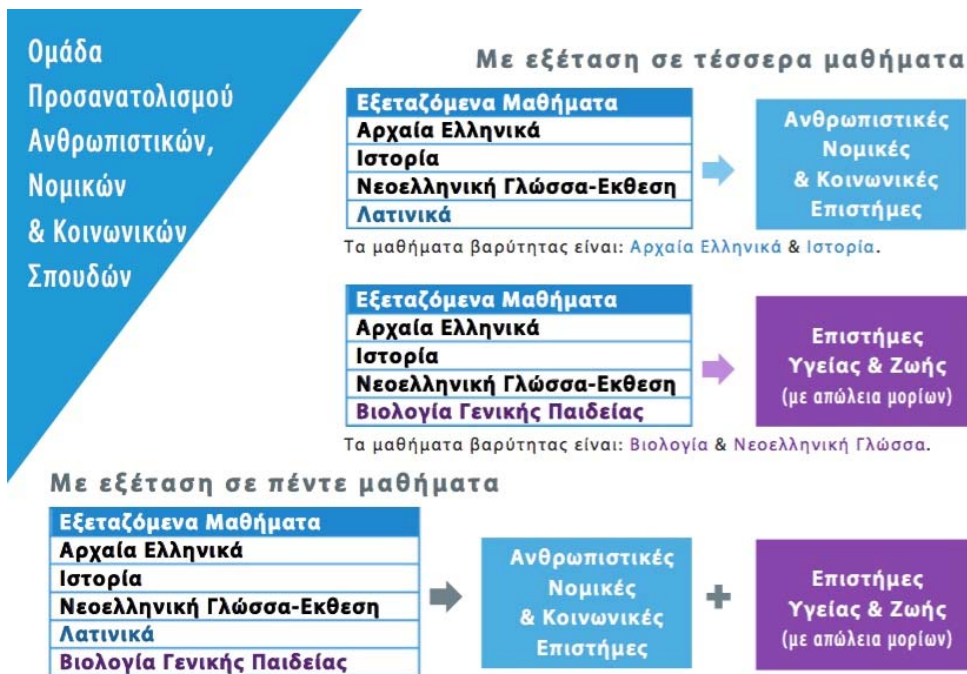 Ομάδα
Προσανατολισμού
Ανθρωπιστικών,
Νομικών
& Κοινωνικών
Σπουδών
Με εξέταση σε τέσσερα μαθήματα
Εξεταζόμενα Μαθήματα
Αρχαία Ελληνικά
Ιστορία
Νεοελληνική Γλώσσα-Εκθεση
Λατινικά
Ανθρωπιστικές
Νομικές
& Κοινωνικές
Επιστήμες
Τα μαθήματα βαρύτητας είναι: Αρχαία Ελληνικά & Ιστορία.
Εξεταζόμενα Μαθήματα
Αρχαία Ελληνικά
Ιστορία
Νεοελληνική Γλώσσα-Εκθεση
Βιολογία Γενικής Παιδείας
Επιστήμες
Υγείας & Ζωής
(με απώλεια μορίων)
Τα μαθήματα βαρύτητας είναι: Βιολογία & Νεοελληνική Γλώσσα.
Με εξέταση σε πέντε μαθήματα
Εξεταζόμενα Μαθήματα
Αρχαία Ελληνικά
Ιστορία
Νεοελληνική Γλώσσα-Εκθεση
Λατινικά
Βιολογία Γενικής Παιδείας
Ανθρωπιστικές
Νομικές
& Κοινωνικές
Επιστήμες
+
Επιστήμες
Υγείας & Ζωής
(με απώλεια μορίων)